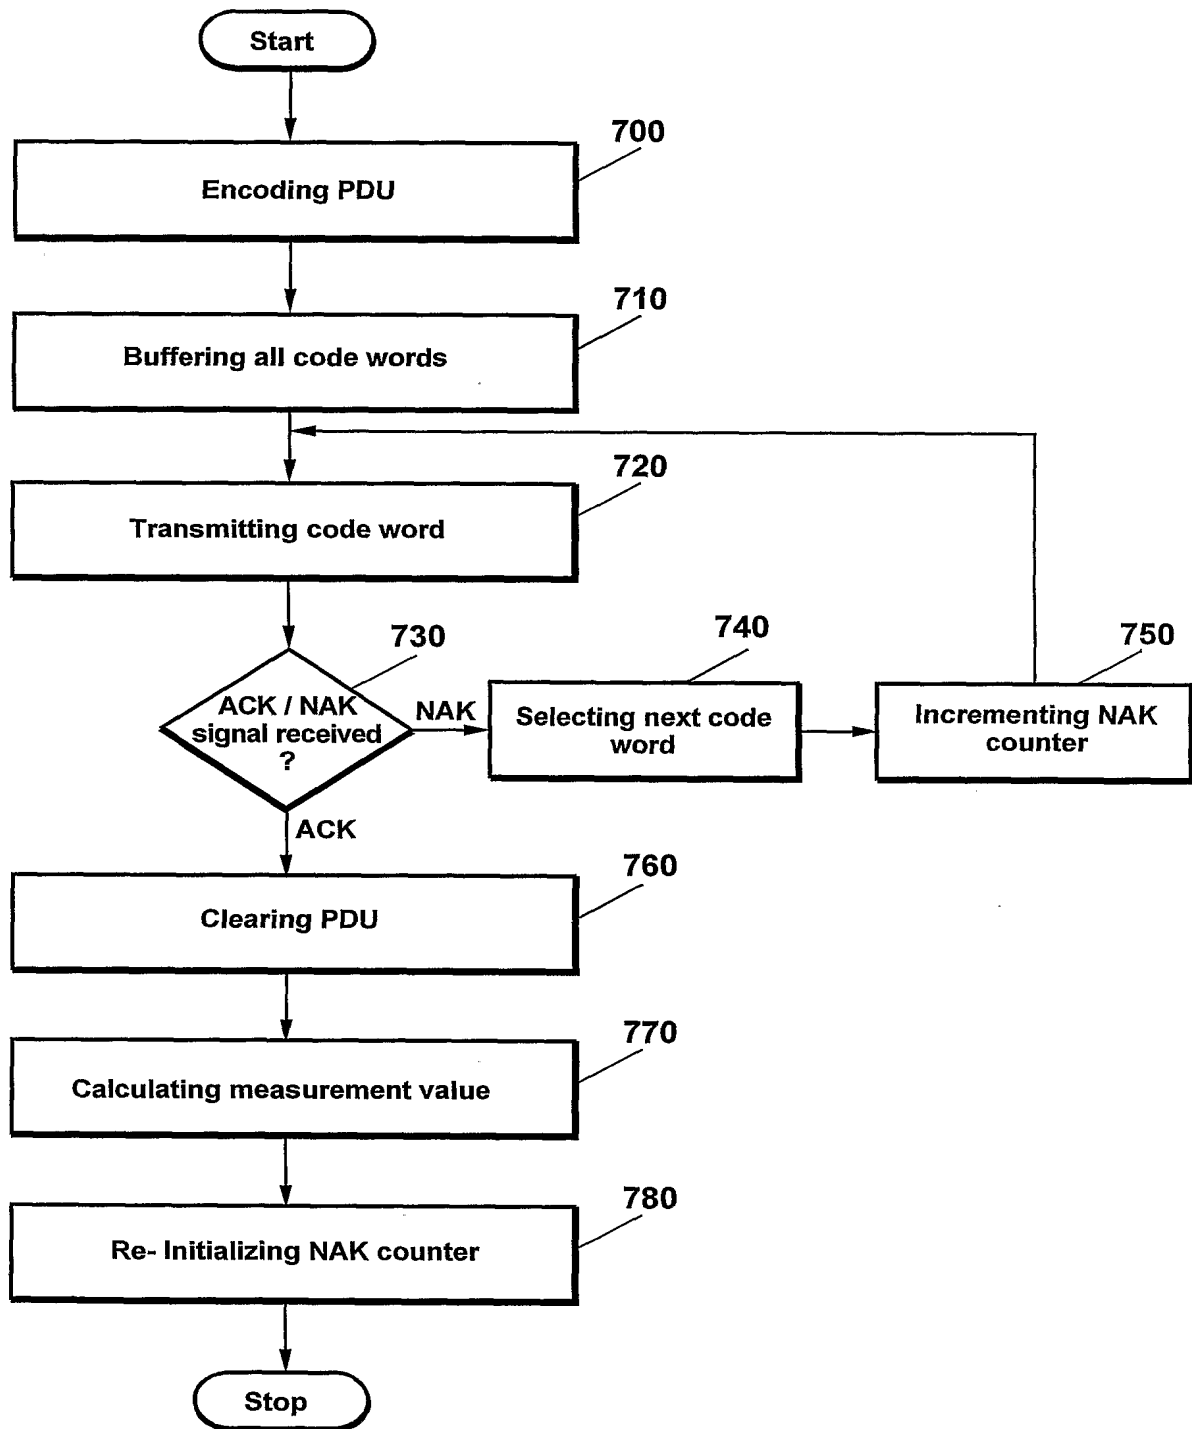 Start
700
Encoding PDU
710
Buffering all code words
720
Transmitting code word
730
ACK / NAK
signal received
?
NAK
740
Selecting next code
word
750
Incrementing NAK
counter
ACK
760
Clearing PDU
770
Calculating measurement value
780
Re- Initializing NAK counter
Stop